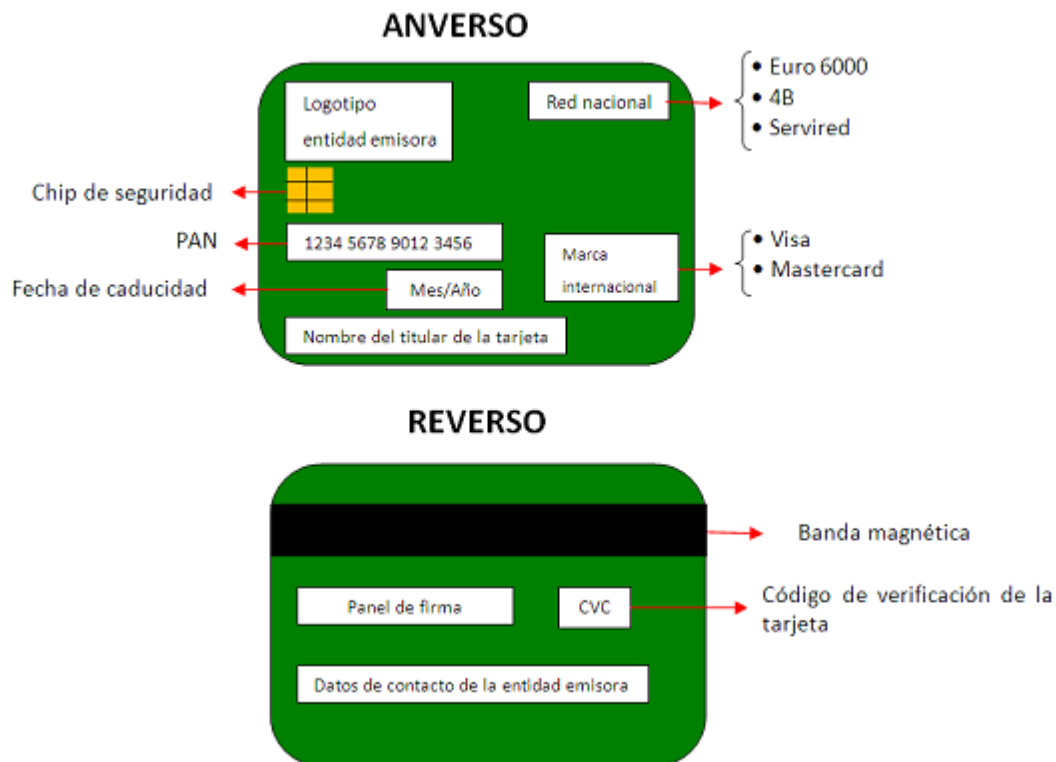 ANVERSO
Logotipo
entidad emisora
Red nacional
• Euro 6000
• 4B
• Servired
Chip de seguridad
PAN
1234 5678 9012 3456
Marca
internacional
• Visa
• Mastercard
Fecha de caducidad
Mes/Año
Nombre del titular de la tarjeta
REVERSO
Banda magnética
Panel de firma
CVC
Código de verificación de la
tarjeta
Datos de contacto de la entidad emisora